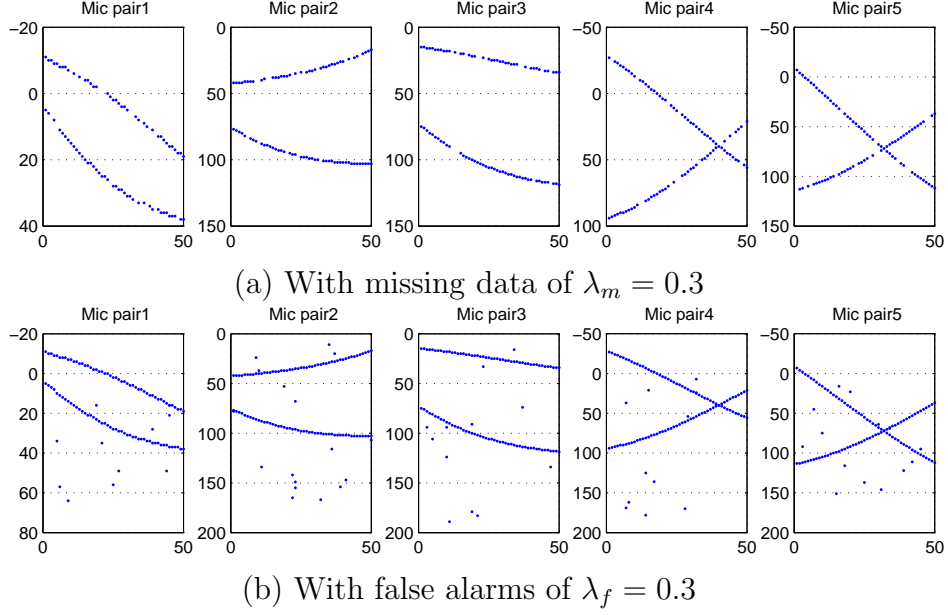 Mic pair1 Mic pair2 Mic pair3 Mic pair4 Mic pair5
−20 0 0 −50 −50
0 50 50 0 0
20 100 100 50 50
40 150 150 100 100
150
0 50 0 50 0 50 0 50 0 50
(a) With missing data of λm = 0.3
Mic pair1 Mic pair2 Mic pair3 Mic pair4 Mic pair5
−20 0 0 −50 −50
0 50 50 0 0
20 100 100 50 50
40 150 150 100 100
60 200 200 150 150
80 200 200
0 50 0 50 0 50 0 50 0 50
(b) With false alarms of λf = 0.3